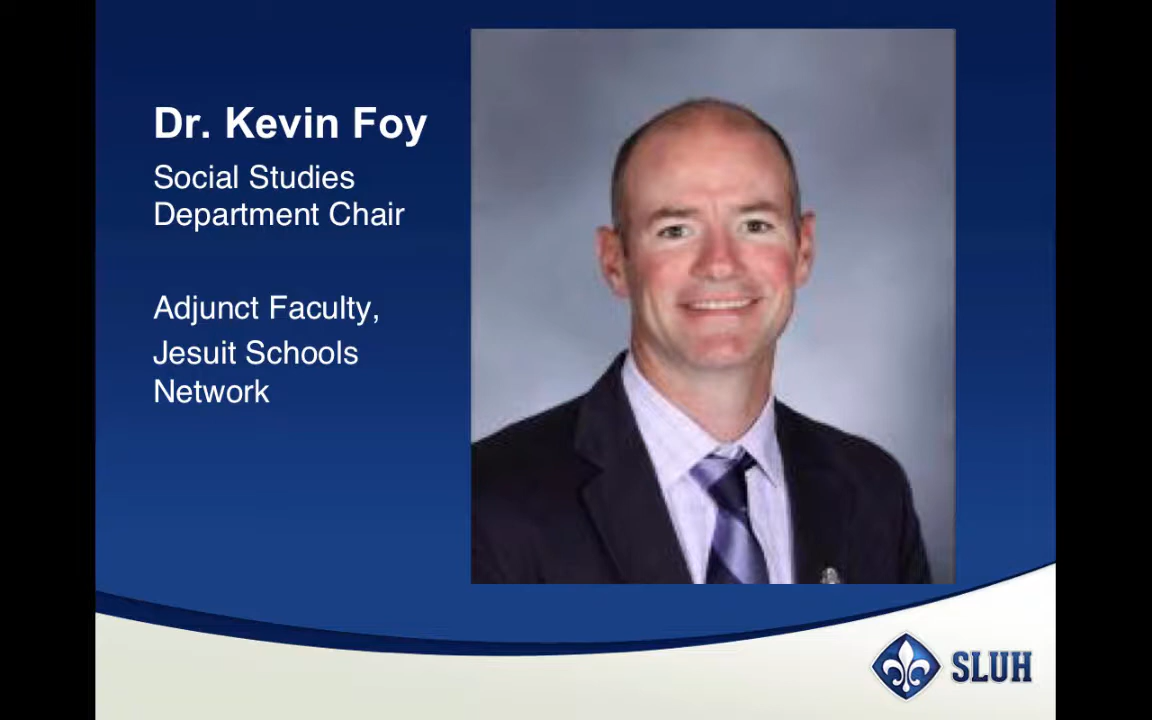 Dr. Kevin Foy
Social Studies
Department Chair
Adjunct Faculty,
Jesuit Schools
Network
SLUH